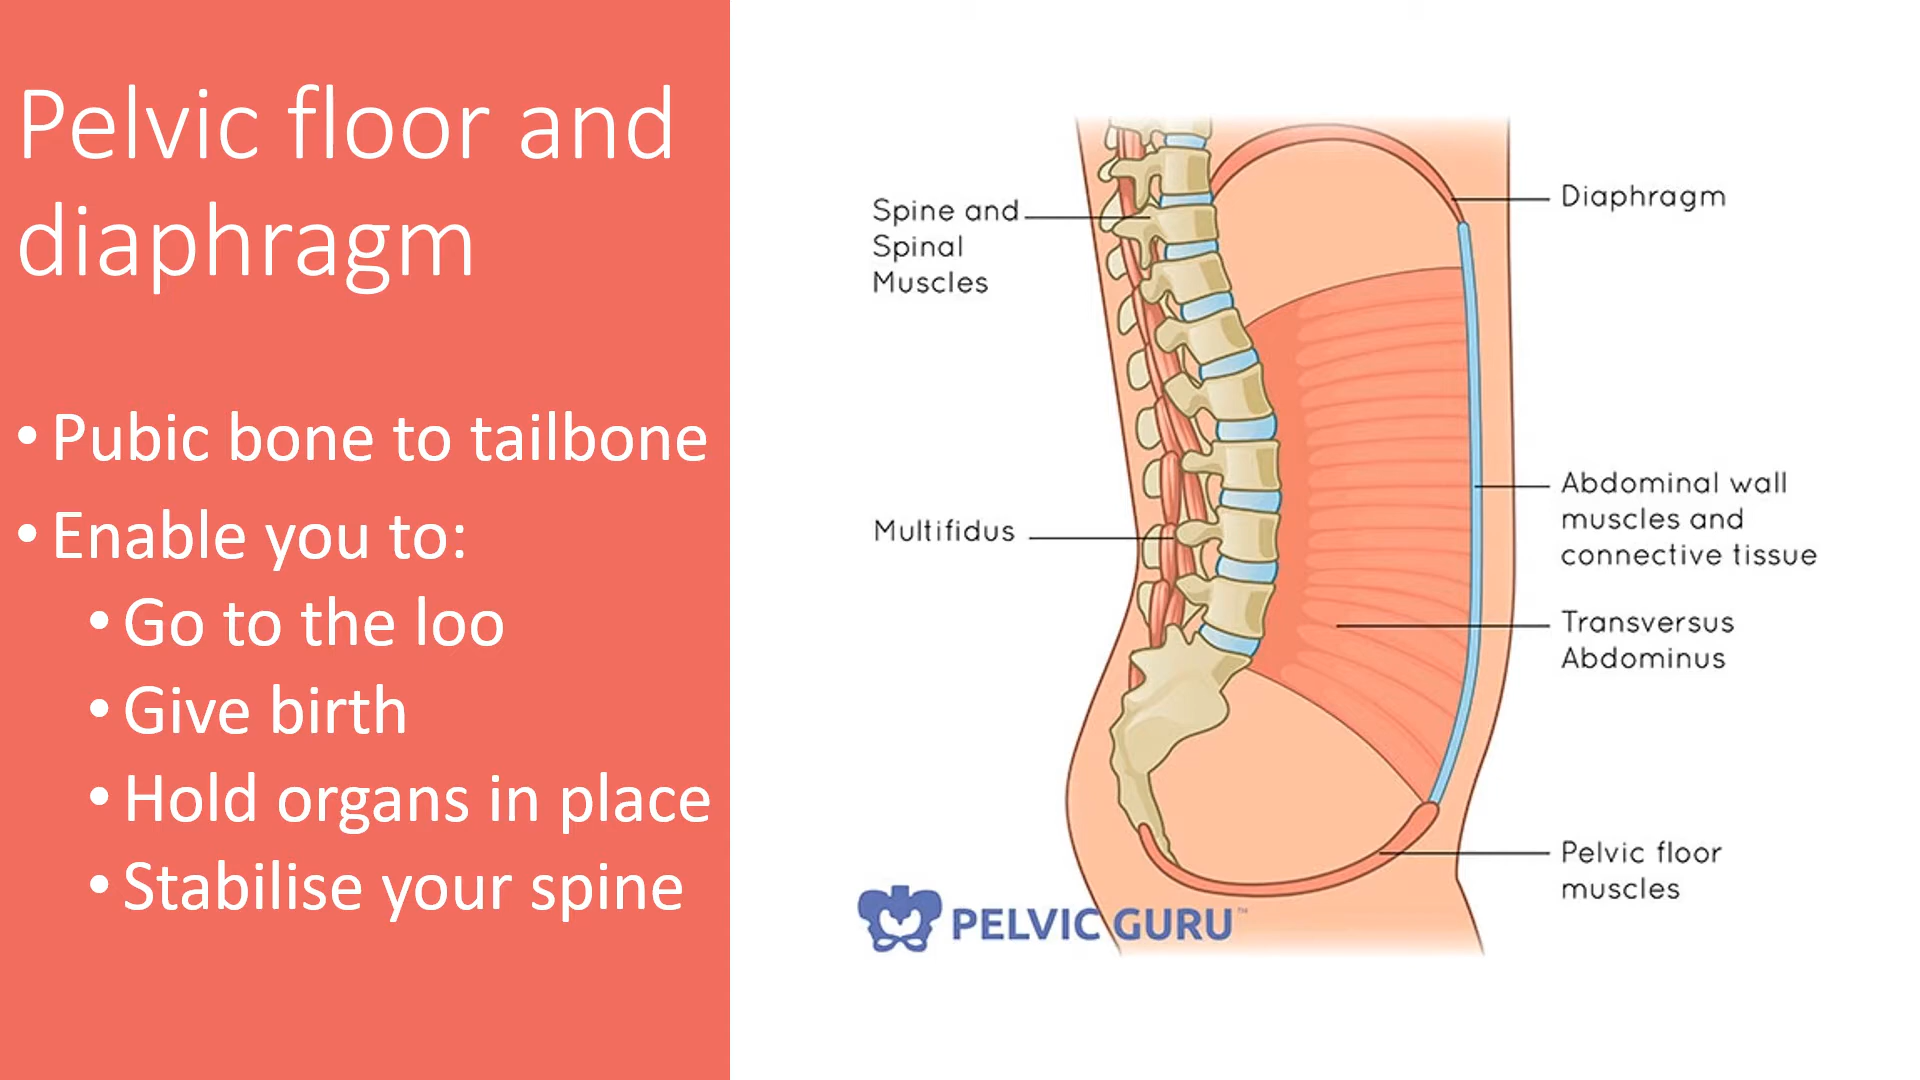 Pelvic floor and
diaphragm
• Pubic bone to tailbone
• Enable you to:
• Go to the loo
• Give birth
• Hold organs in place
• Stabilise your spine
Spine and
Spinal
Muscles
Multifidus
Diaphragm
Abdominal wall
muscles and
connective tissue
Transversus
Abdominus
Pelvic floor
muscles
PELVIC GURU™